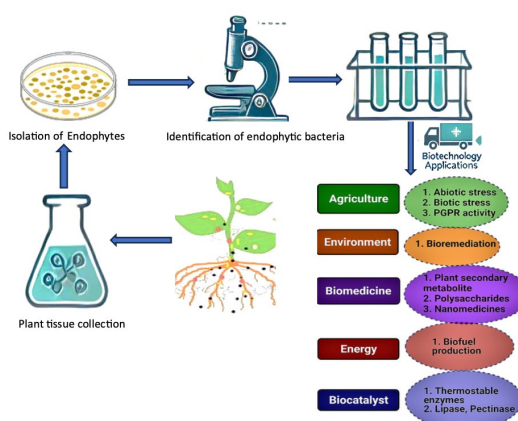 Isolation of Endophytes
Identification of endophytic bacteria
Biotechnology
Applications
Plant tissue collection
Agriculture
1. Abiotic stress
2. Biotic stress
3. PGPR activity
Environment
1. Bioremediation
Biomedicine
1. Plant secondary
metabolite
2. Polysaccharides
3. Nanomedicines
Energy
1. Biofuel
production
Biocatalyst
1. Thermostable
enzymes
2. Lipase, Pectinase